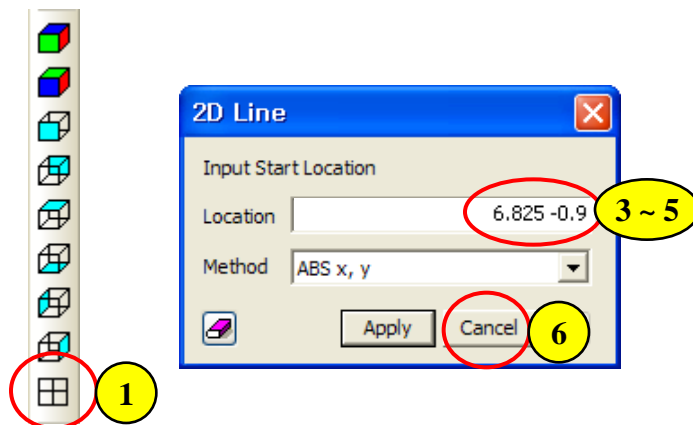 2D Line
Input Start Location
Location 6.825 -0.9
3 ~ 5
Method ABS x, y
Apply Cancel 6
1